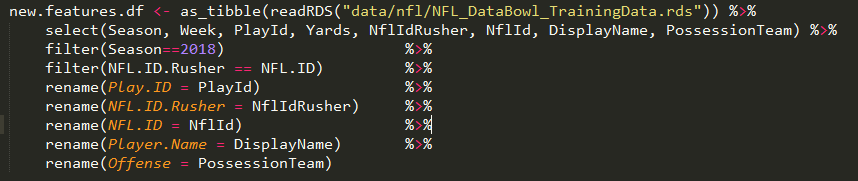 new.features.df <- as_tibble(readRDS("data/nfl/NFL_DataBowl_TrainingData.rds")) %>%
    select(Season, Week, PlayId, Yards, NflIdRusher, NflId, DisplayName, PossessionTeam) %>%
    filter(Season==2018)                  %>%
    filter(NFL.ID.Rusher == NFL.ID)       %>%
    rename(Play.ID = PlayId)              %>%
    rename(NFL.ID.Rusher = NflIdRusher)   %>%
    rename(NFL.ID = NflId)                %>%
    rename(Player.Name = DisplayName)     %>%
    rename(Offense = PossessionTeam)